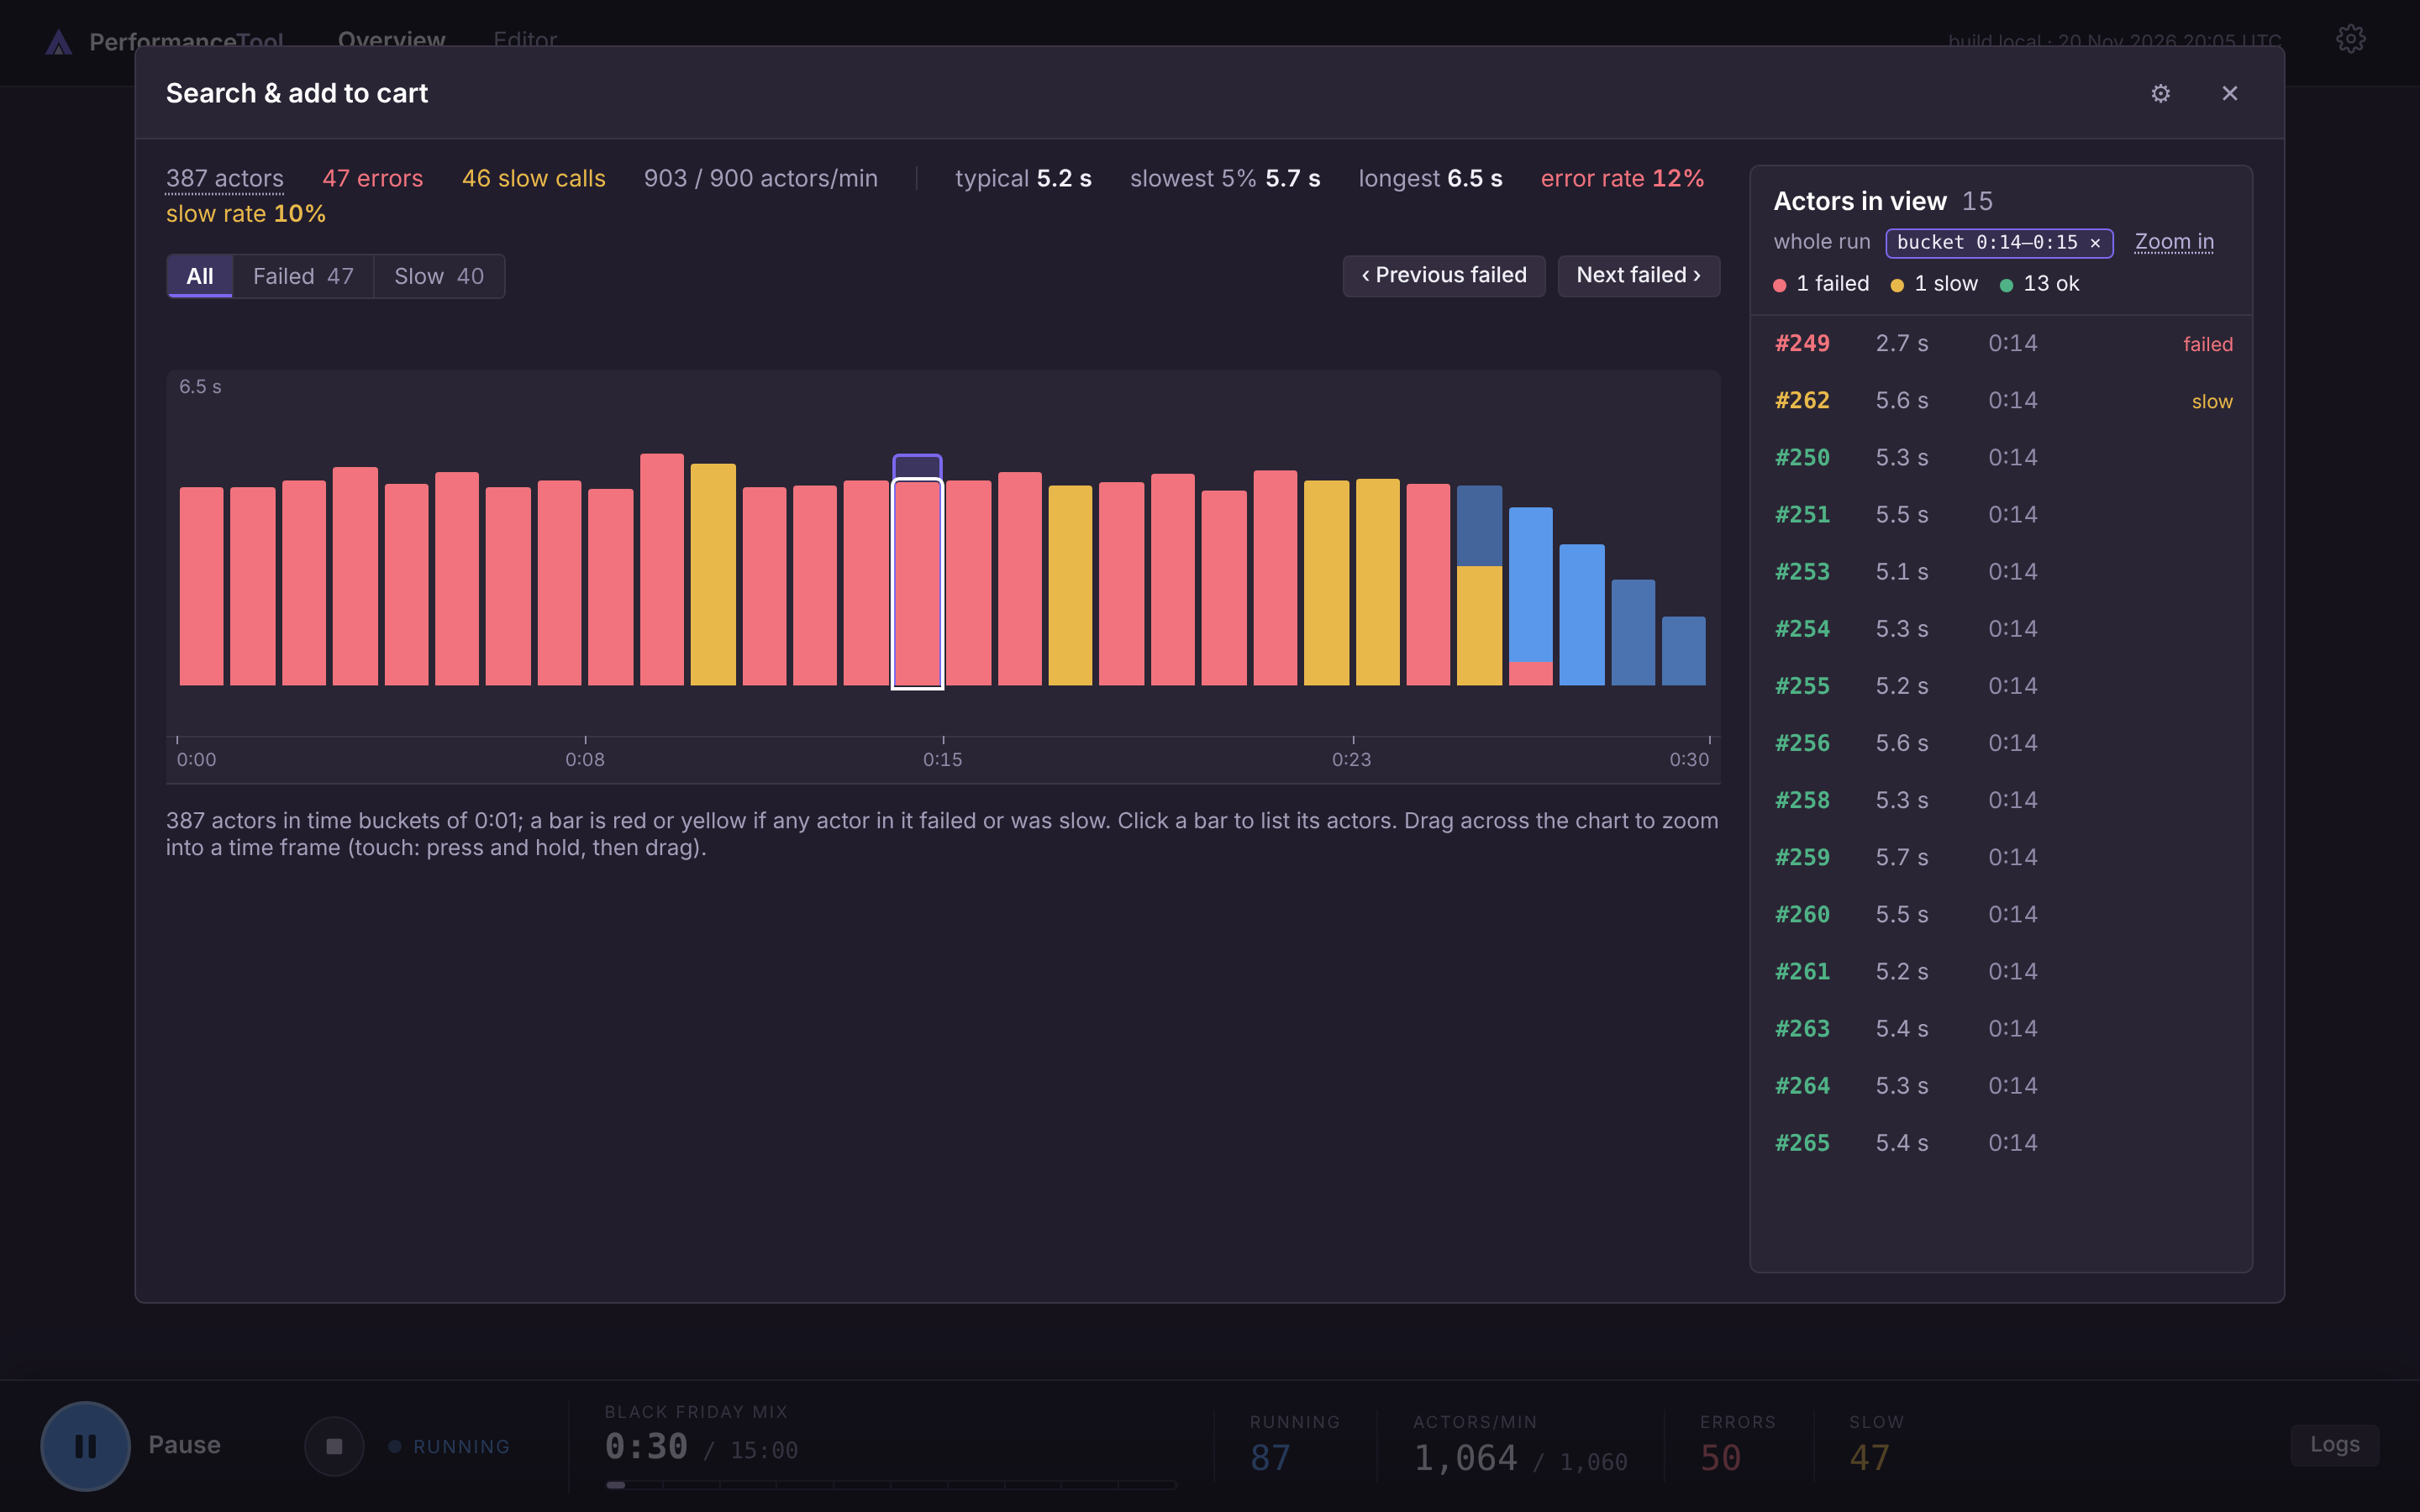 PerformanceTool Overview Editor build local · 20 Nov 2026 20:05 UTC
Search & add to cart ⚙ ✕
387 actors 47 errors 46 slow calls 903 / 900 actors/min typical 5.2 s slowest 5% 5.7 s longest 6.5 s error rate 12%
slow rate 10%
All Failed 47 Slow 40 ‹ Previous failed Next failed ›
6.5 s
0:00 0:08 0:15 0:23 0:30
387 actors in time buckets of 0:01; a bar is red or yellow if any actor in it failed or was slow. Click a bar to list its actors. Drag across the chart to zoom
into a time frame (touch: press and hold, then drag).
Actors in view 15
whole run bucket 0:14–0:15 × Zoom in
1 failed 1 slow 13 ok
#249 2.7 s 0:14 failed
#262 5.6 s 0:14 slow
#250 5.3 s 0:14
#251 5.5 s 0:14
#253 5.1 s 0:14
#254 5.3 s 0:14
#255 5.2 s 0:14
#256 5.6 s 0:14
#258 5.3 s 0:14
#259 5.7 s 0:14
#260 5.5 s 0:14
#261 5.2 s 0:14
#263 5.4 s 0:14
#264 5.3 s 0:14
#265 5.4 s 0:14
Pause RUNNING
BLACK FRIDAY MIX
0:30 / 15:00
RUNNING
87
ACTORS/MIN
1,064 / 1,060
ERRORS
50
SLOW
47
Logs